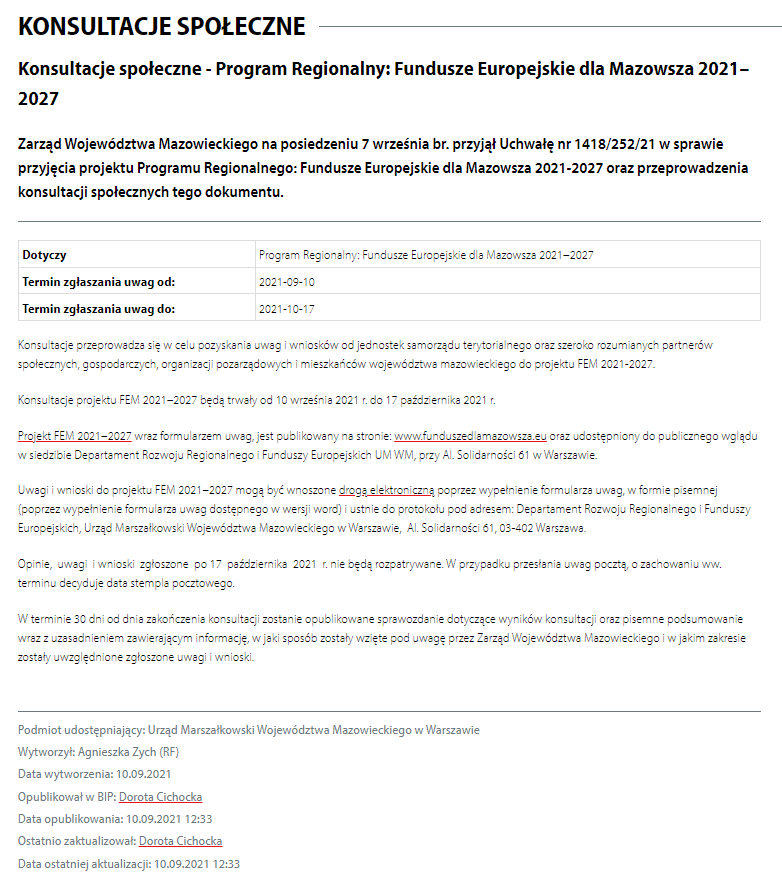 KONSULTACJE SPOŁECZNE
Konsultacje społeczne - Program Regionalny: Fundusze Europejskie dla Mazowsza 2021–
2027
Zarząd Województwa Mazowieckiego na posiedzeniu 7 września br. przyjął Uchwałę nr 1418/252/21 w sprawie
przyjęcia projektu Programu Regionalnego: Fundusze Europejskie dla Mazowsza 2021-2027 oraz przeprowadzenia
konsultacji społecznych tego dokumentu.
Dotyczy Program Regionalny: Fundusze Europejskie dla Mazowsza 2021–2027
Termin zgłaszania uwag od: 2021-09-10
Termin zgłaszania uwag do: 2021-10-17
Konsultacje przeprowadza się w celu pozyskania uwag i wniosków od jednostek samorządu terytorialnego oraz szeroko rozumianych partnerów
społecznych, gospodarczych, organizacji pozarządowych i mieszkańców województwa mazowieckiego do projektu FEM 2021-2027.
Konsultacje projektu FEM 2021–2027 będą trwały od 10 września 2021 r. do 17 października 2021 r.
Projekt FEM 2021–2027 wraz formularzem uwag, jest publikowany na stronie: www.funduszedlamazowsza.eu oraz udostępniony do publicznego wglądu
w siedzibie Departament Rozwoju Regionalnego i Funduszy Europejskich UM WM, przy Al. Solidarności 61 w Warszawie.
Uwagi i wnioski do projektu FEM 2021–2027 mogą być wnoszone drogą elektroniczną poprzez wypełnienie formularza uwag, w formie pisemnej
(poprzez wypełnienie formularza uwag dostępnego w wersji word) i ustnie do protokołu pod adresem: Departament Rozwoju Regionalnego i Funduszy
Europejskich, Urząd Marszałkowski Województwa Mazowieckiego w Warszawie, Al. Solidarności 61, 03-402 Warszawa.
Opinie, uwagi i wnioski zgłoszone po 17 października 2021 r. nie będą rozpatrywane. W przypadku przesłania uwag pocztą, o zachowaniu ww.
terminu decyduje data stempla pocztowego.
W terminie 30 dni od dnia zakończenia konsultacji zostanie opublikowane sprawozdanie dotyczące wyników konsultacji oraz pisemne podsumowanie
wraz z uzasadnieniem zawierającym informację, w jaki sposób zostały wzięte pod uwagę przez Zarząd Województwa Mazowieckiego i w jakim zakresie
zostały uwzględnione zgłoszone uwagi i wnioski.
Podmiot udostępniający: Urząd Marszałkowski Województwa Mazowieckiego w Warszawie
Wytworzył: Agnieszka Zych (RF)
Data wytworzenia: 10.09.2021
Opublikował w BIP: Dorota Cichocka
Data opublikowania: 10.09.2021 12:33
Ostatnio zaktualizował: Dorota Cichocka
Data ostatniej aktualizacji: 10.09.2021 12:33